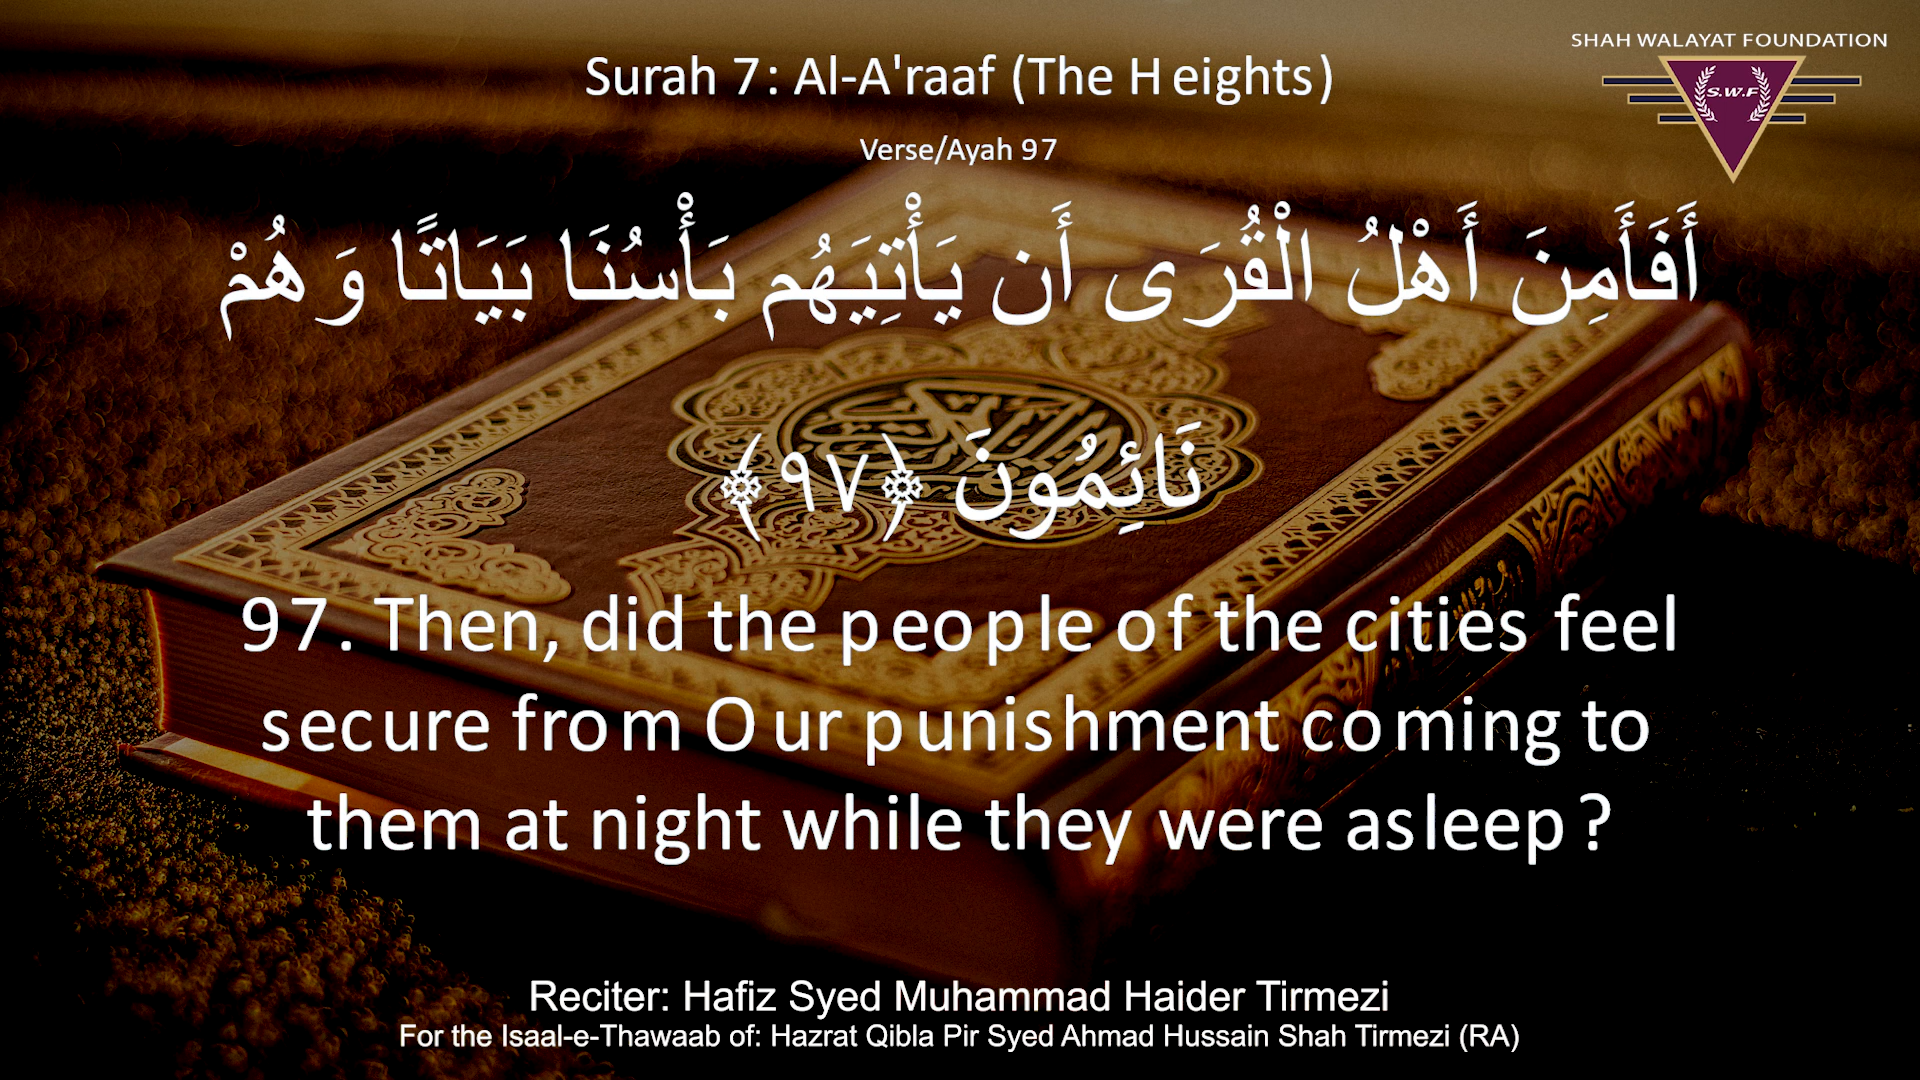 SHAH WALAYAT FOUNDATION
S.W.F
Surah 7: Al-A'raaf (The Heights)
Verse/Ayah 97
أَفَأَمِنَ أَهْلُ الْقُرَى أَن يَأْتِيَهُم بَأْسُنَا بَيَاتًا وَهُمْ
نَائِمُونَ ﴿٩٧﴾
97. Then, did the people of the cities feel
secure from Our punishment coming to
them at night while they were asleep?
Reciter: Hafiz Syed Muhammad Haider Tirmezi
For the Isaal-e-Thawaab of: Hazrat Qibla Pir Syed Ahmad Hussain Shah Tirmezi (RA)